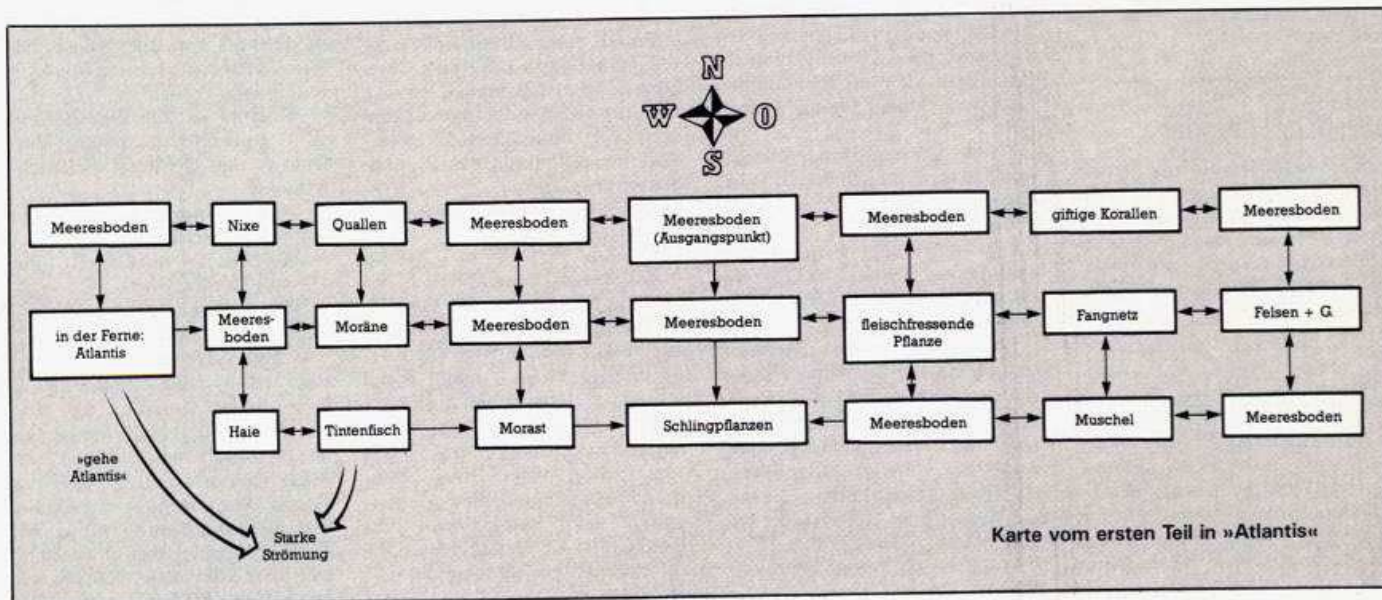 N
W
O
S
Meeresboden
Nixe
Quallen
Meeresboden
Meeresboden
(Ausgangspunkt)
Meeresboden
giftige Korallen
Meeresboden
in der Ferne:
Atlantis
Meeres-
boden
Moräne
Meeresboden
Meeresboden
fleischfressende
Pflanze
Fangnetz
Felsen + G.
Haie
Tintenfisch
Morast
Schlingpflanzen
Meeresboden
Muschel
Meeresboden
»gehe
Atlantis«
Starke
Strömung
Karte vom ersten Teil in »Atlantis«